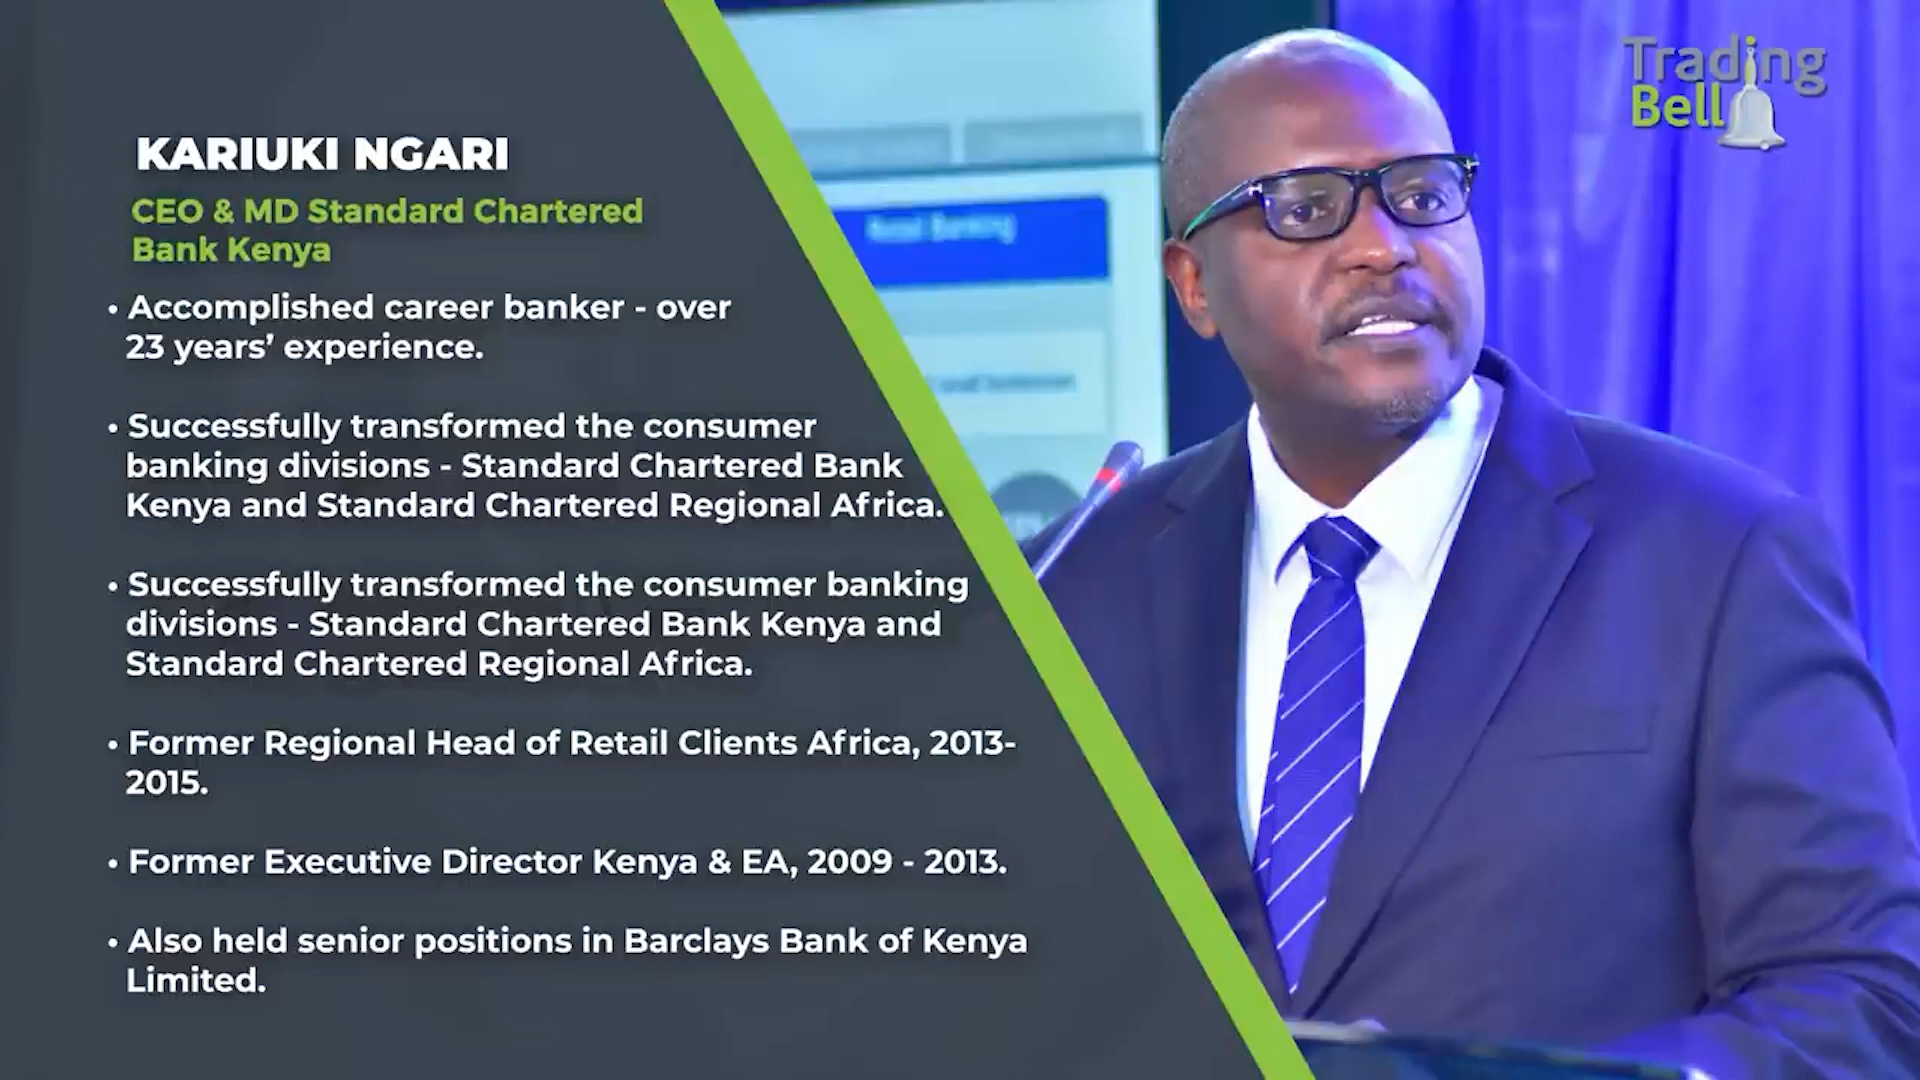 Trading
Bell
KARIUKI NGARI
CEO & MD Standard Chartered
Bank Kenya
• Accomplished career banker - over
23 years’ experience.
• Successfully transformed the consumer
banking divisions - Standard Chartered Bank
Kenya and Standard Chartered Regional Africa.
• Successfully transformed the consumer banking
divisions - Standard Chartered Bank Kenya and
Standard Chartered Regional Africa.
• Former Regional Head of Retail Clients Africa, 2013-
2015.
• Former Executive Director Kenya & EA, 2009 - 2013.
• Also held senior positions in Barclays Bank of Kenya
Limited.
Retail Banking